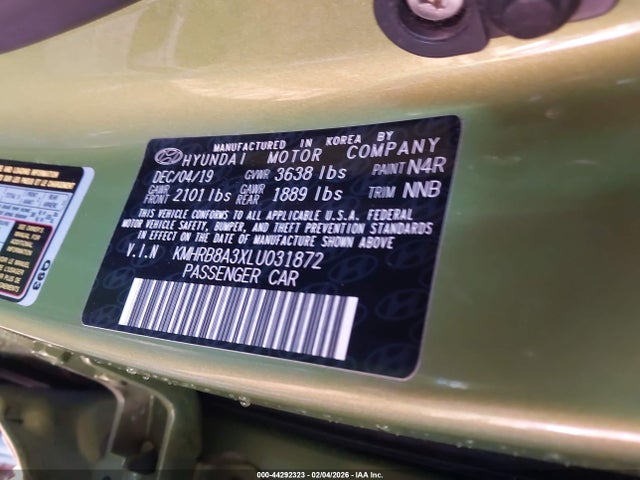 MANUFACTURED IN KOREA BY
HYUNDAI MOTOR COMPANY
DEC/04/19 GVWR 3638 lbs PAINT N4R
GAWR FRONT 2101 lbs GAWR REAR 1889 lbs TRIM NNB
THIS VEHICLE CONFORMS TO ALL APPLICABLE U.S.A. FEDERAL
MOTOR VEHICLE SAFETY, BUMPER, AND THEFT PREVENTION STANDARDS
IN EFFECT ON THE DATE OF MANUFACTURE SHOWN ABOVE.
V.I.N KMHRB8A3XLU031872
PASSENGER CAR
G93
000-44292323 - 02/04/2026 - IAA Inc.